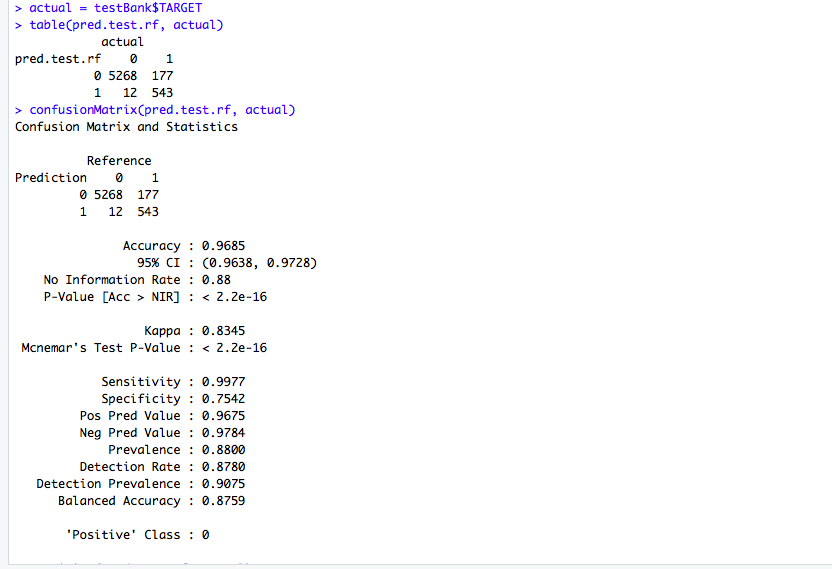 > actual = testBank$TARGET
> table(pred.test.rf, actual)
actual
pred.test.rf 0 1
0 5268 177
1 12 543
> confusionMatrix(pred.test.rf, actual)
Confusion Matrix and Statistics
Reference
Prediction 0 1
0 5268 177
1 12 543
Accuracy : 0.9685
95% CI : (0.9638, 0.9728)
No Information Rate : 0.88
P-Value [Acc > NIR] : < 2.2e-16
Kappa : 0.8345
Mcnemar's Test P-Value : < 2.2e-16
Sensitivity : 0.9977
Specificity : 0.7542
Pos Pred Value : 0.9675
Neg Pred Value : 0.9784
Prevalence : 0.8800
Detection Rate : 0.8780
Detection Prevalence : 0.9075
Balanced Accuracy : 0.8759
'Positive' Class : 0